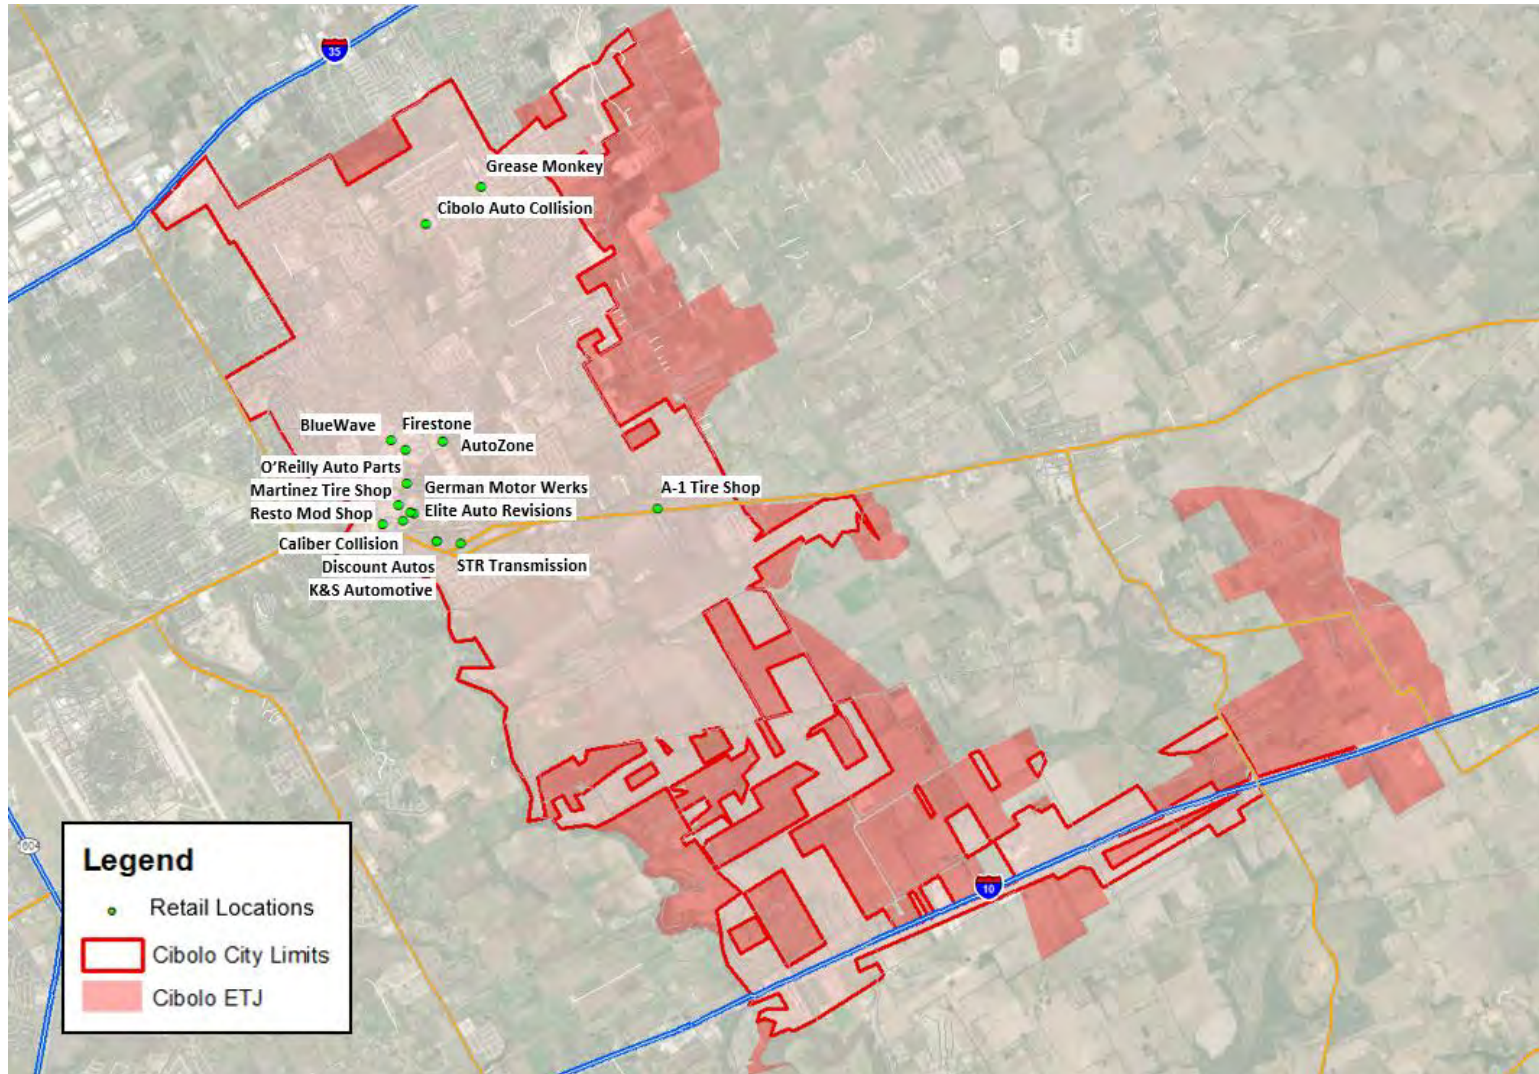 35
Grease Monkey
Cibolo Auto Collision
BlueWave
Firestone
AutoZone
O'Reilly Auto Parts
Martinez Tire Shop
German Motor Werks
A-1 Tire Shop
Resto Mod Shop
Elite Auto Revisions
Caliber Collision
Discount Autos
STR Transmission
K&S Automotive
10
Legend
Retail Locations
Cibolo City Limits
Cibolo ETJ